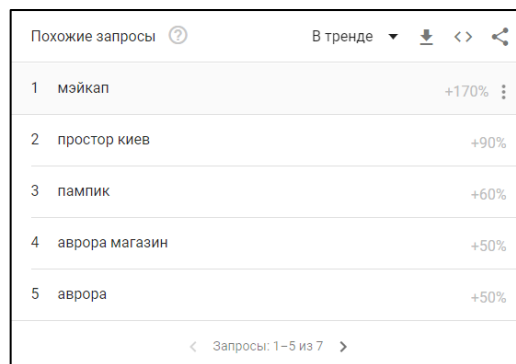 Похожие запросы ? В тренде
1 мэйкап +170%
2 простор киев +90%
3 пампик +60%
4 аврора магазин +50%
5 аврора +50%
Запросы: 1–5 из 7